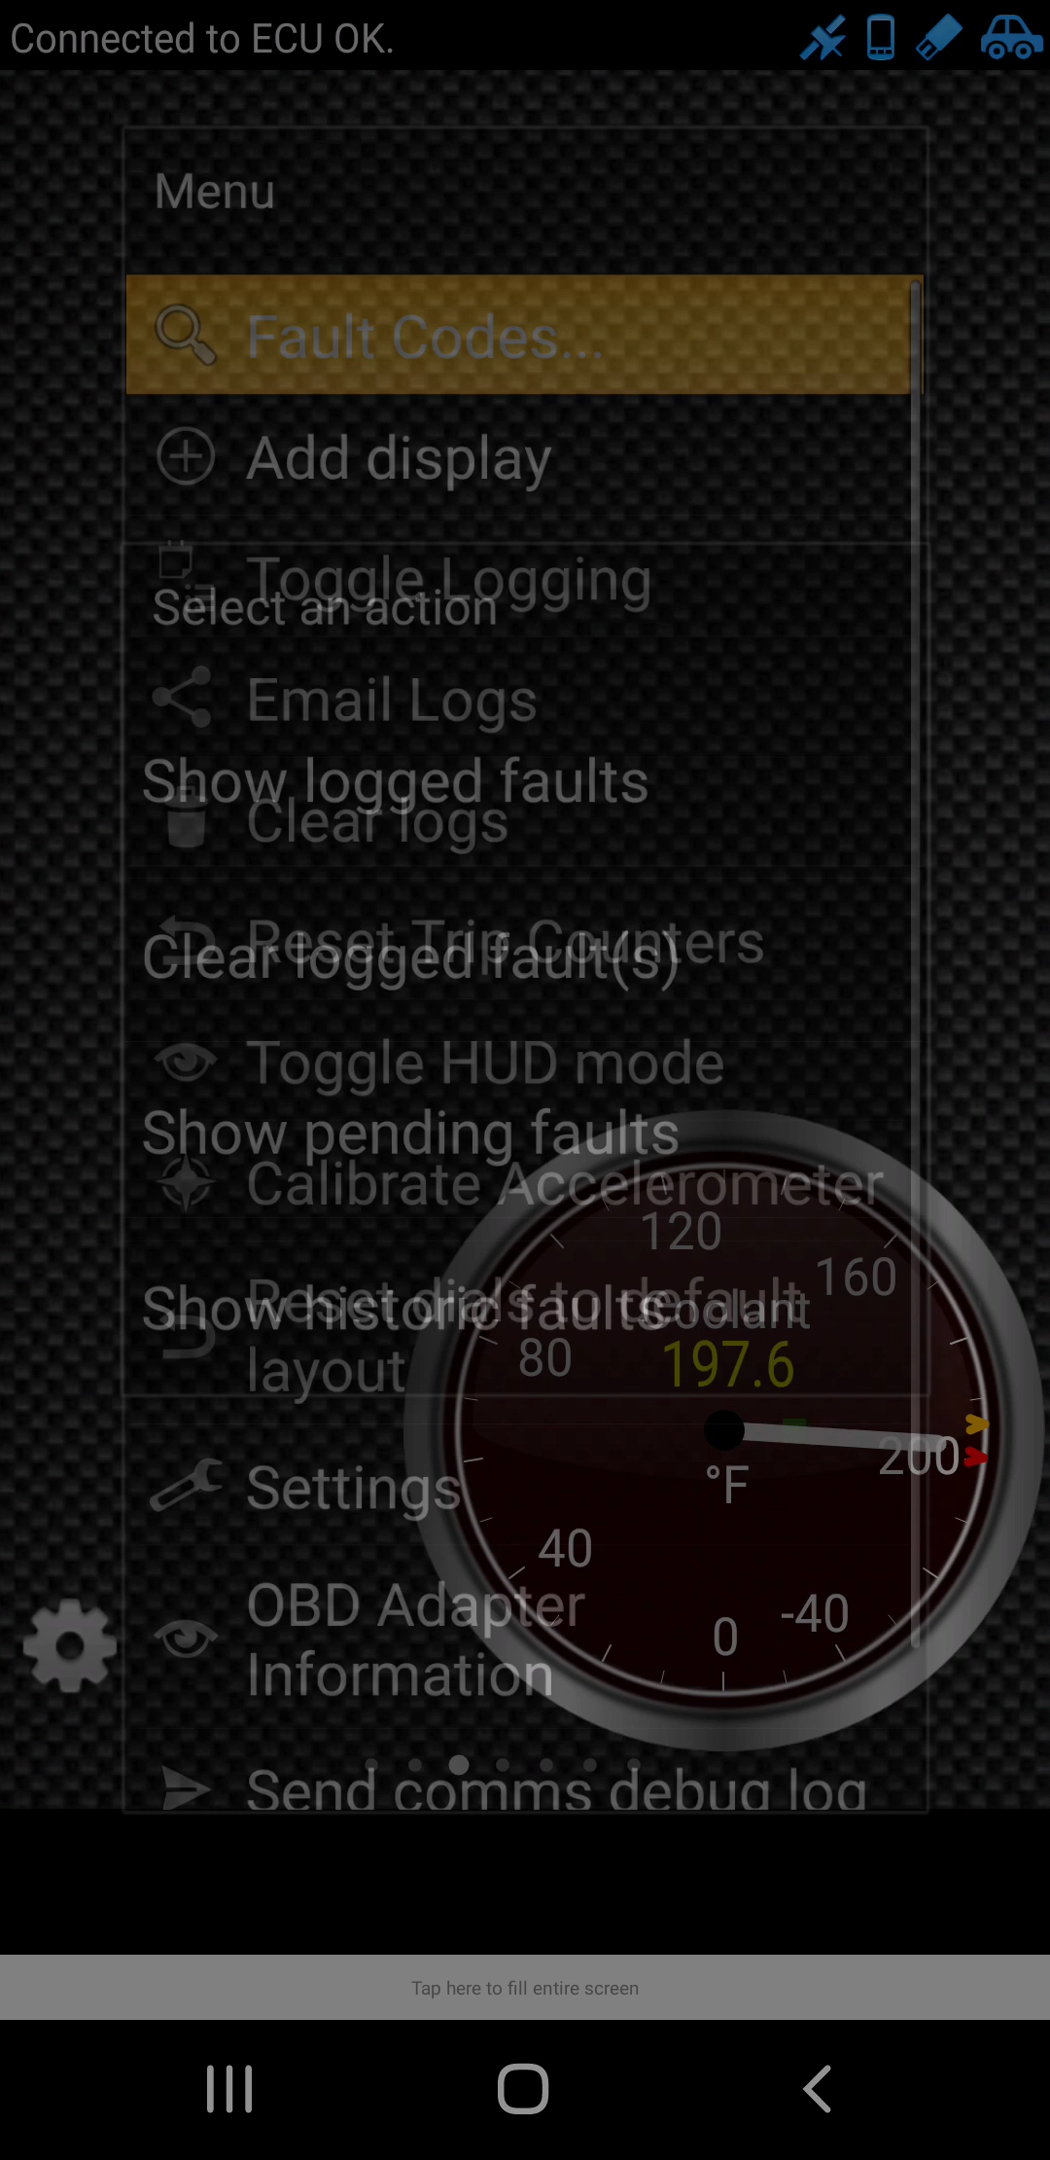 Connected to ECU OK.
Menu
Fault Codes...
Add display
Toggle Logging
Select an action
Email Logs
Show logged faults
Clear logs
Reset Trip Counters
Clear logged fault(s)
Toggle HUD mode
Show pending faults
Calibrate Accelerometer
120
160
Reset dials to default
layout
Show historic faults
Coolant
80
197.6
200
°F
Settings
40
OBD Adapter
Information
-40
0
Send comms debug log
Tap here to fill entire screen